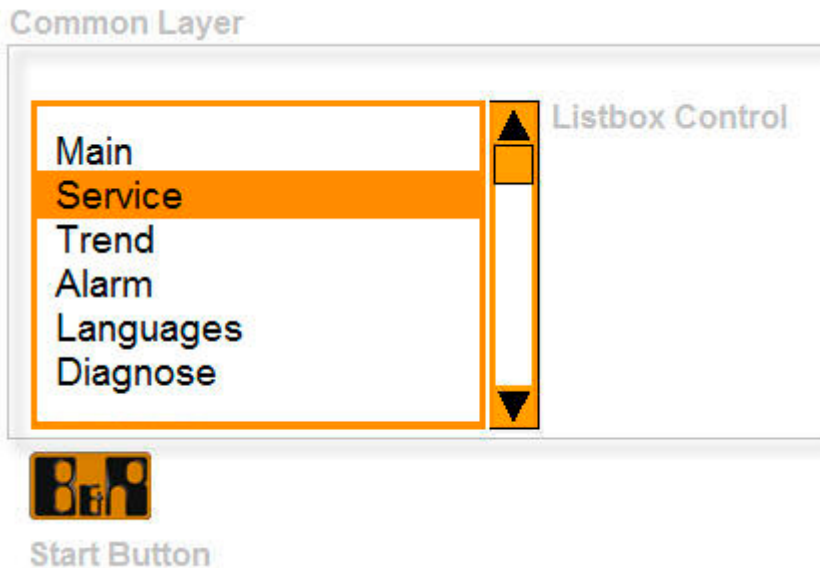 Common Layer
Listbox Control
Main
Service
Trend
Alarm
Languages
Diagnose
B&R
Start Button